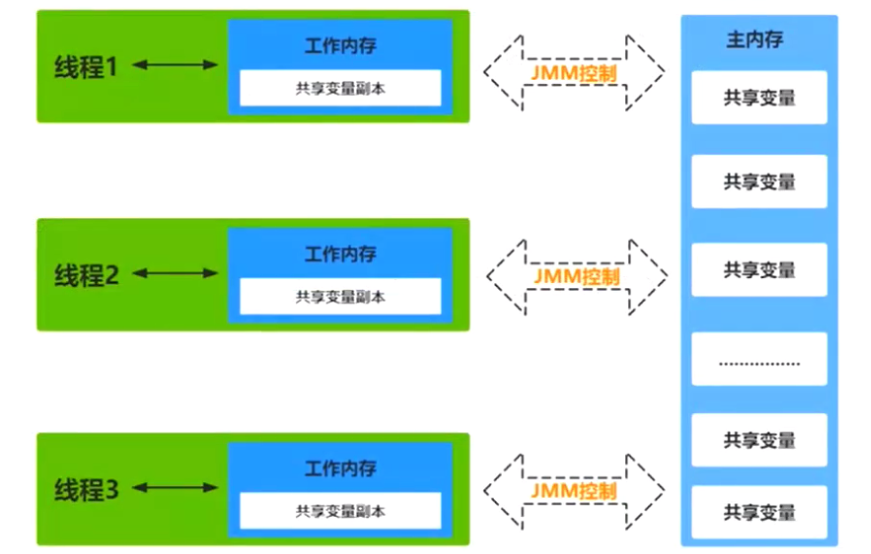 线程1
工作内存
共享变量副本
JMM控制
主内存
共享变量
共享变量
线程2
工作内存
共享变量副本
JMM控制
共享变量
................
线程3
工作内存
共享变量副本
JMM控制
共享变量
共享变量